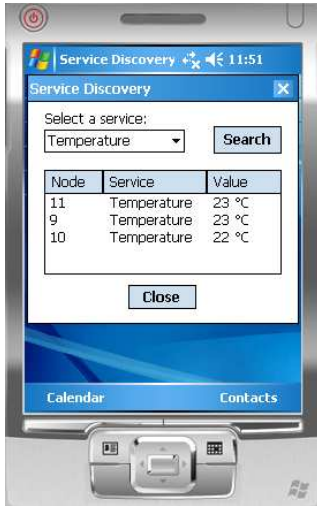 Service Discovery 11:51
Service Discovery
Select a service:
Temperature Search
Node Service Value
11 Temperature 23 °C
9 Temperature 23 °C
10 Temperature 22 °C
Close
Calendar Contacts